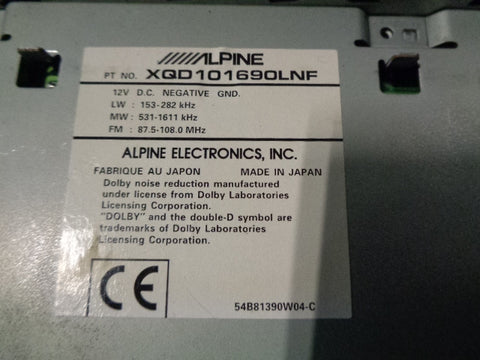 ALPINE
PT NO. XQD101690LNF
12V D.C. NEGATIVE GND.
LW : 153-282 kHz
MW : 531-1611 kHz
FM : 87.5-108.0 MHz
ALPINE ELECTRONICS, INC.
FABRIQUE AU JAPON MADE IN JAPAN
Dolby noise reduction manufactured
under license from Dolby Laboratories
Licensing Corporation.
"DOLBY" and the double-D symbol are
trademarks of Dolby Laboratories
Licensing Corporation.
CE
54B81390W04-C